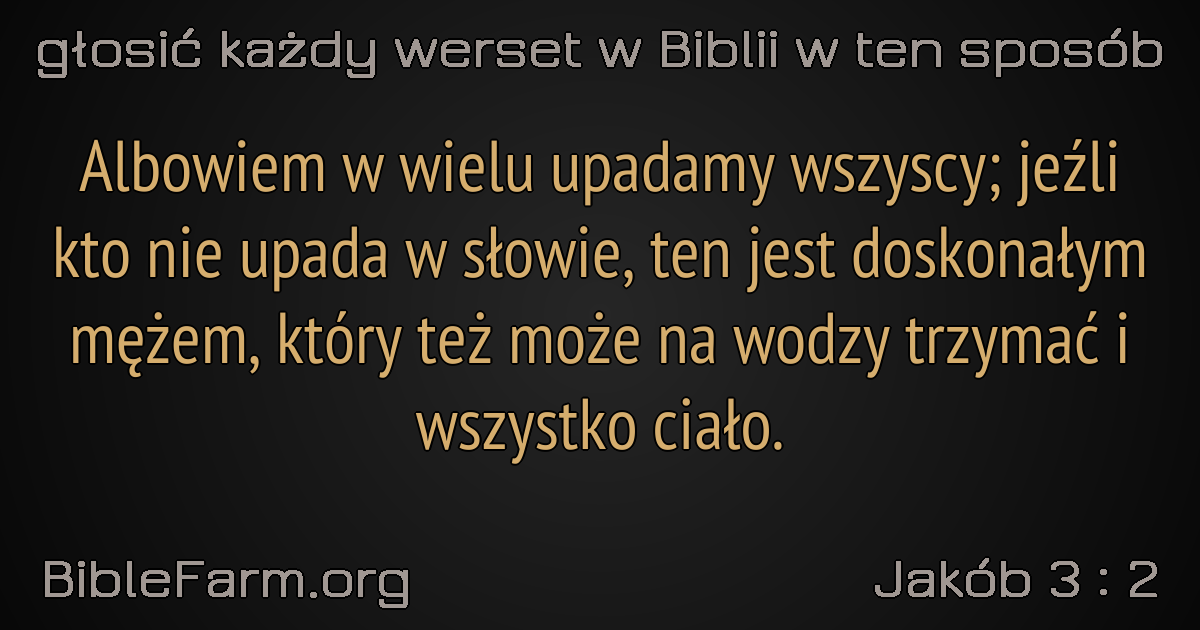 głosić każdy werset w Biblii w ten sposób
Albowiem w wielu upadamy wszyscy; jeźli
kto nie upada w słowie, ten jest doskonałym
mężem, który też może na wodzy trzymać i
wszystko ciało.
BibleFarm.org
Jakób 3 : 2